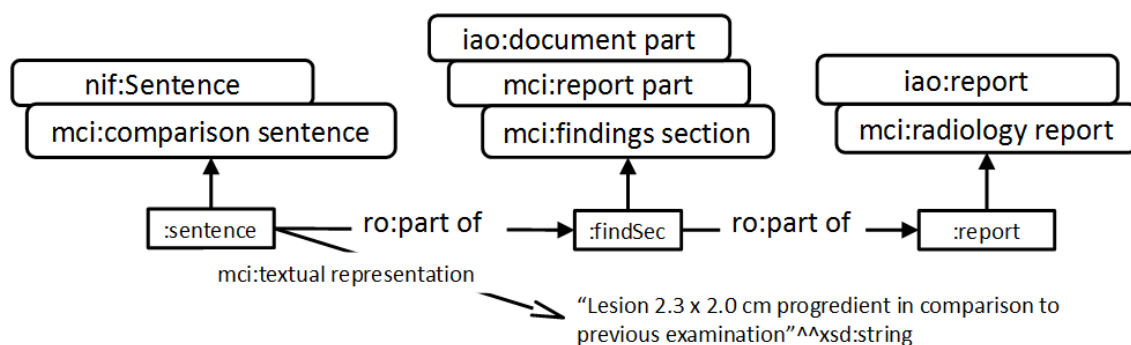 nif:Sentence
mci:comparison sentence
iao:document part
mci:report part
mci:findings section
iao:report
mci:radiology report
:sentence
ro:part of
:findSec
ro:part of
:report
mci:textual representation
“Lesion 2.3 x 2.0 cm progredient in comparison to
previous examination”^^xsd:string